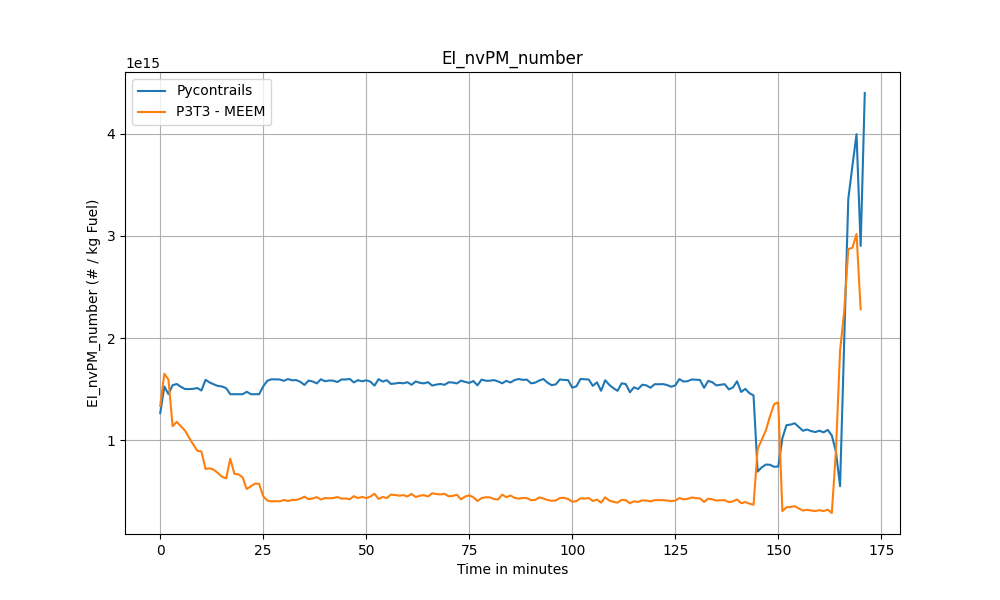 EI_nvPM_number
1e15
Pycontrails
P3T3 - MEEM
4
3
2
1
EI_nvPM_number (# / kg Fuel)
0 25 50 75 100 125 150 175
Time in minutes